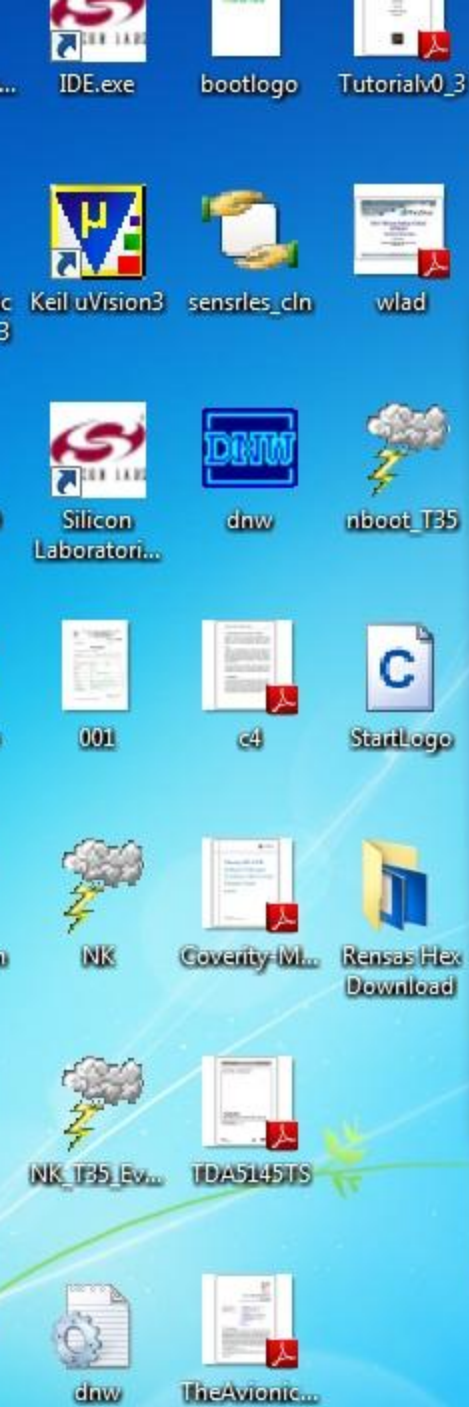 ...
IDE.exe
bootlogo
Tutorialv0_3
c
3
Keil uVision3
sensrles_cln
wlad
Silicon
Laboratori...
dnw
nboot_T35
001
c4
StartLogo
NK
Coverity-M...
Rensas Hex
Download
NK_T35_Ev...
TDA5145TS
dnw
TheAvionic...